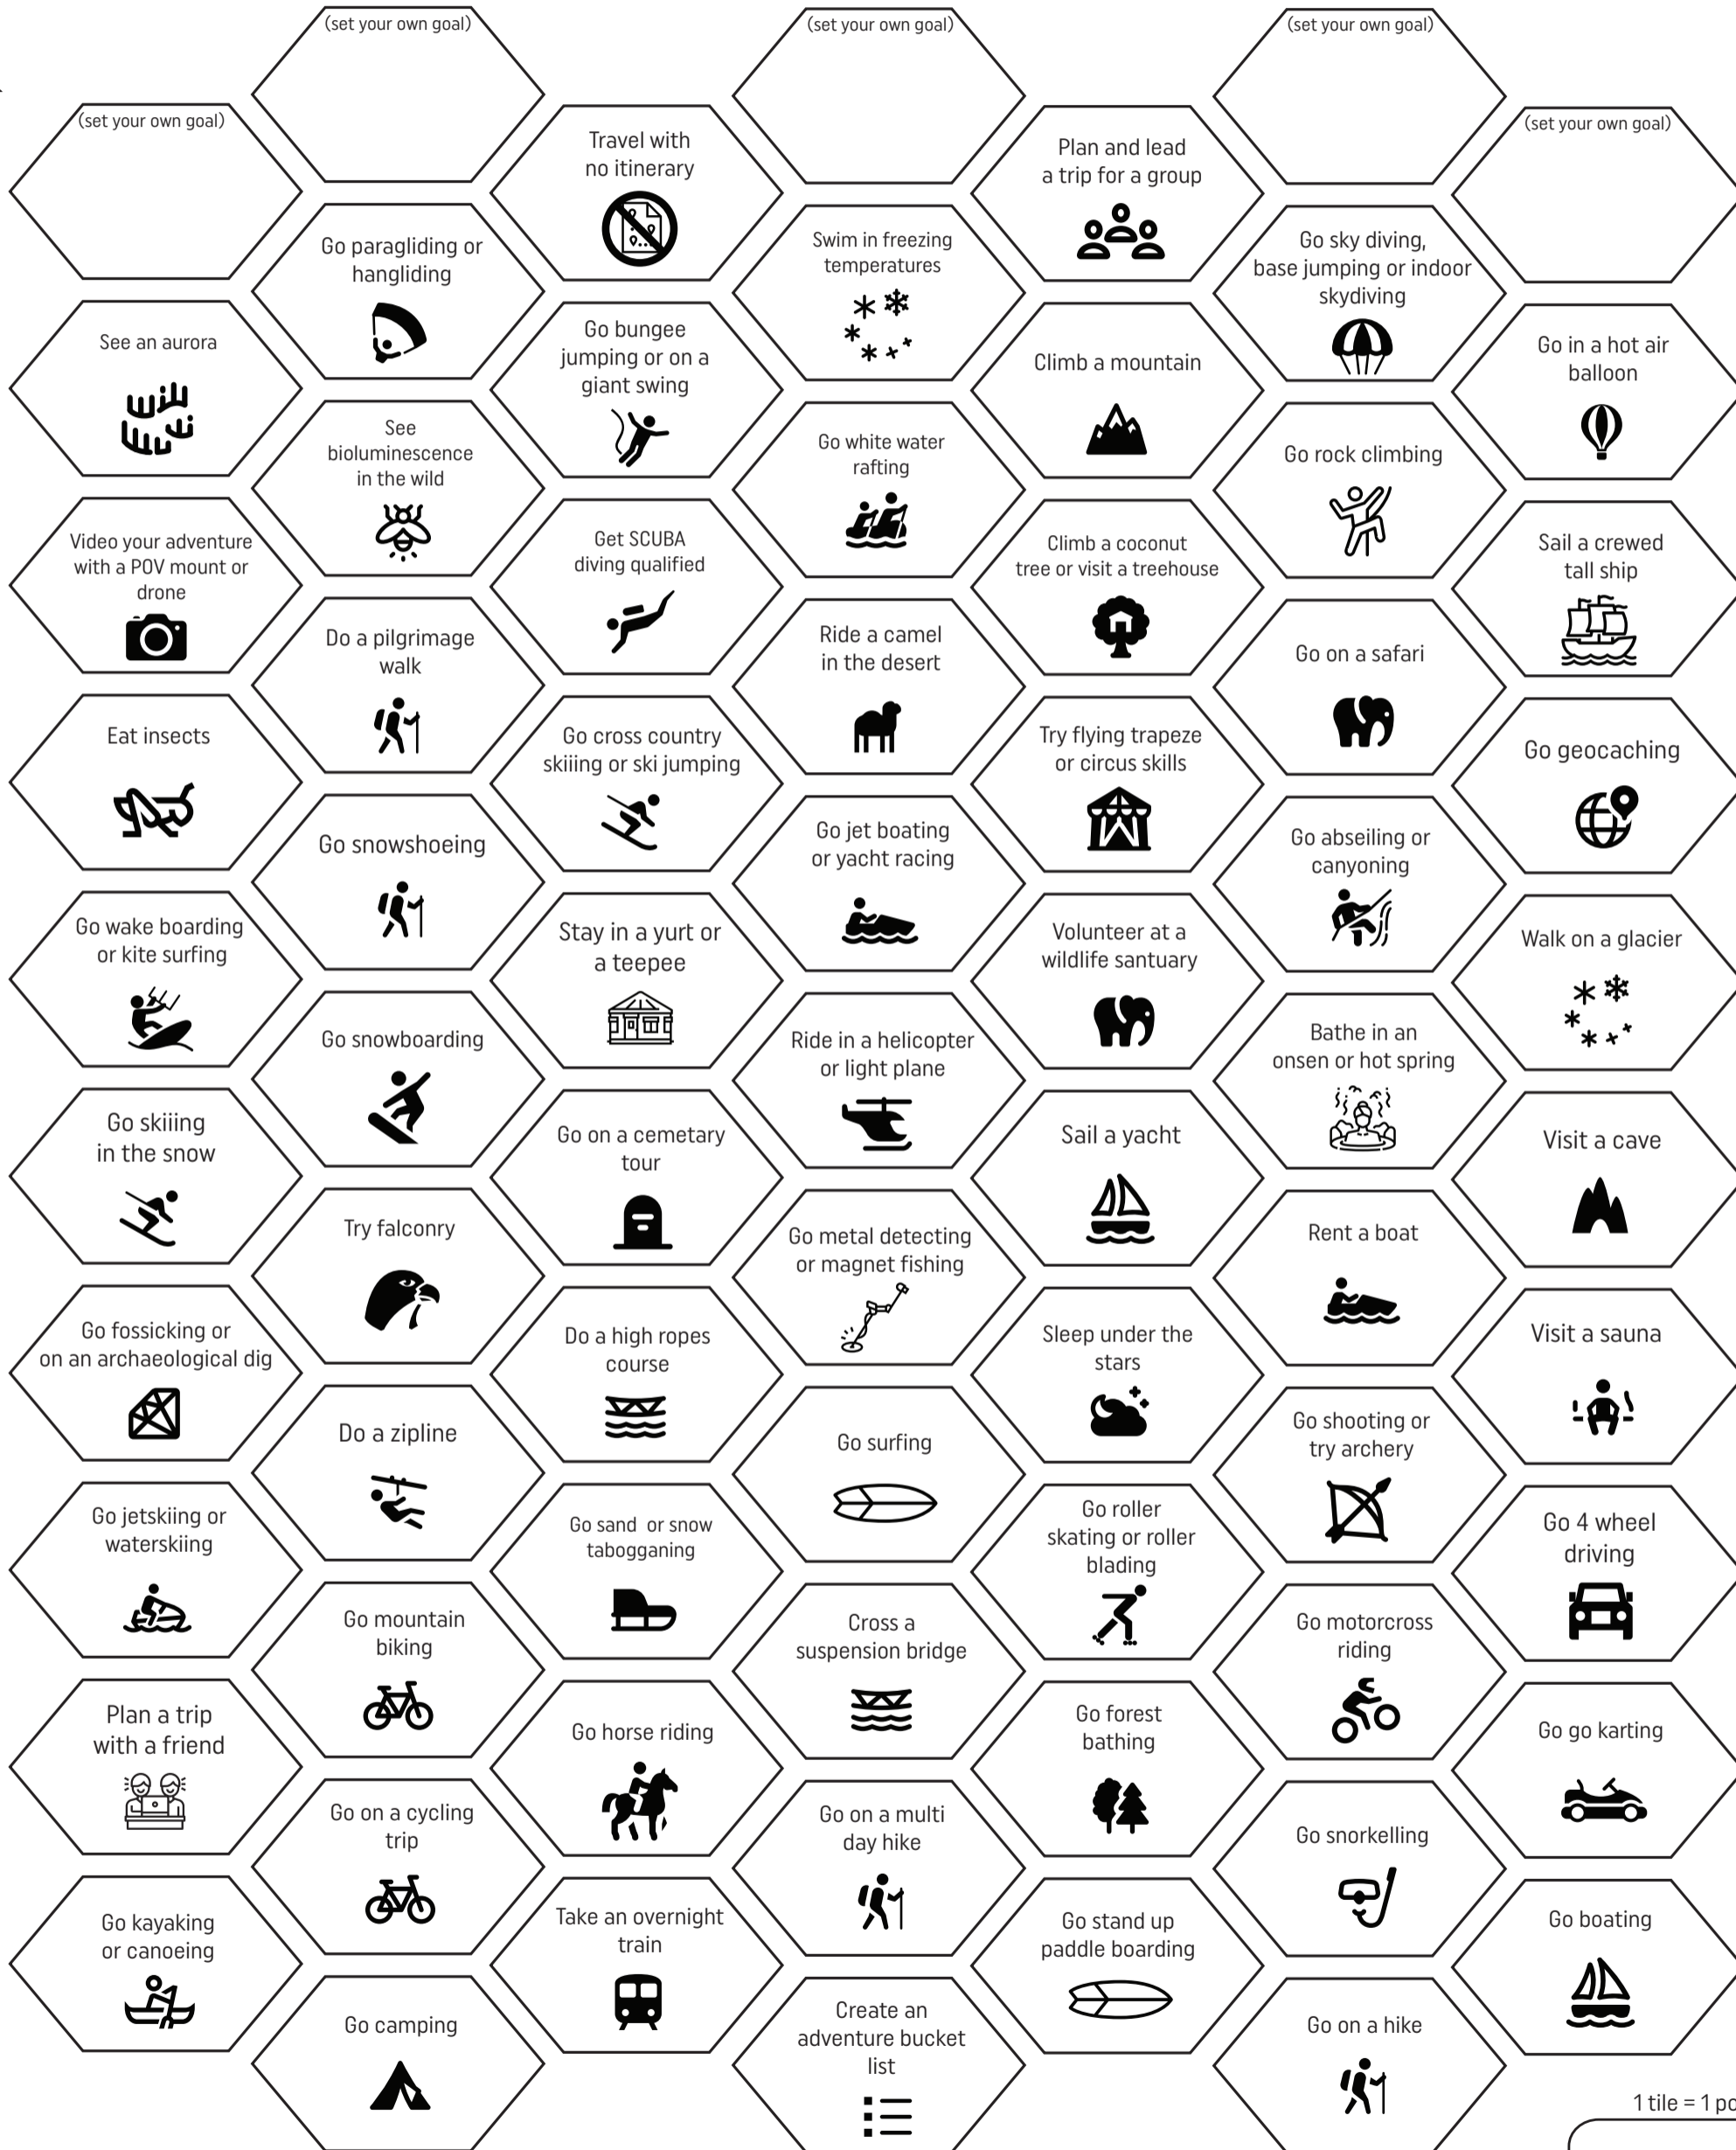 (set your own goal)
(set your own goal)
(set your own goal)
(set your own goal)
(set your own goal)
Travel with
no itinerary
Plan and lead
a trip for a group
Go paragliding or
hangliding
Swim in freezing
temperatures
Go sky diving,
base jumping or indoor
skydiving
See an aurora
Go bungee
jumping or on a
giant swing
Climb a mountain
Go in a hot air
balloon
See
bioluminescence
in the wild
Go white water
rafting
Go rock climbing
Video your adventure
with a POV mount or
drone
Get SCUBA
diving qualified
Climb a coconut
tree or visit a treehouse
Sail a crewed
tall ship
Do a pilgrimage
walk
Ride a camel
in the desert
Go on a safari
Eat insects
Go cross country
skiiing or ski jumping
Try flying trapeze
or circus skills
Go geocaching
Go snowshoeing
Go jet boating
or yacht racing
Go abseiling or
canyoning
Go wake boarding
or kite surfing
Stay in a yurt or
a teepee
Volunteer at a
wildlife santuary
Walk on a glacier
Go snowboarding
Ride in a helicopter
or light plane
Bathe in an
onsen or hot spring
Go skiiing
in the snow
Go on a cemetary
tour
Sail a yacht
Visit a cave
Try falconry
Go metal detecting
or magnet fishing
Rent a boat
Go fossicking or
on an archaeological dig
Do a high ropes
course
Sleep under the
stars
Visit a sauna
Do a zipline
Go surfing
Go shooting or
try archery
Go jetskiing or
waterskiing
Go sand or snow
tabogganing
Go roller
skating or roller
blading
Go 4 wheel
driving
Go mountain
biking
Cross a
suspension bridge
Go motorcross
riding
Plan a trip
with a friend
Go horse riding
Go forest
bathing
Go go karting
Go on a cycling
trip
Go on a multi
day hike
Go snorkelling
Go kayaking
or canoeing
Take an overnight
train
Go stand up
paddle boarding
Go boating
Go camping
Create an
adventure bucket
list
Go on a hike
1 tile = 1 po